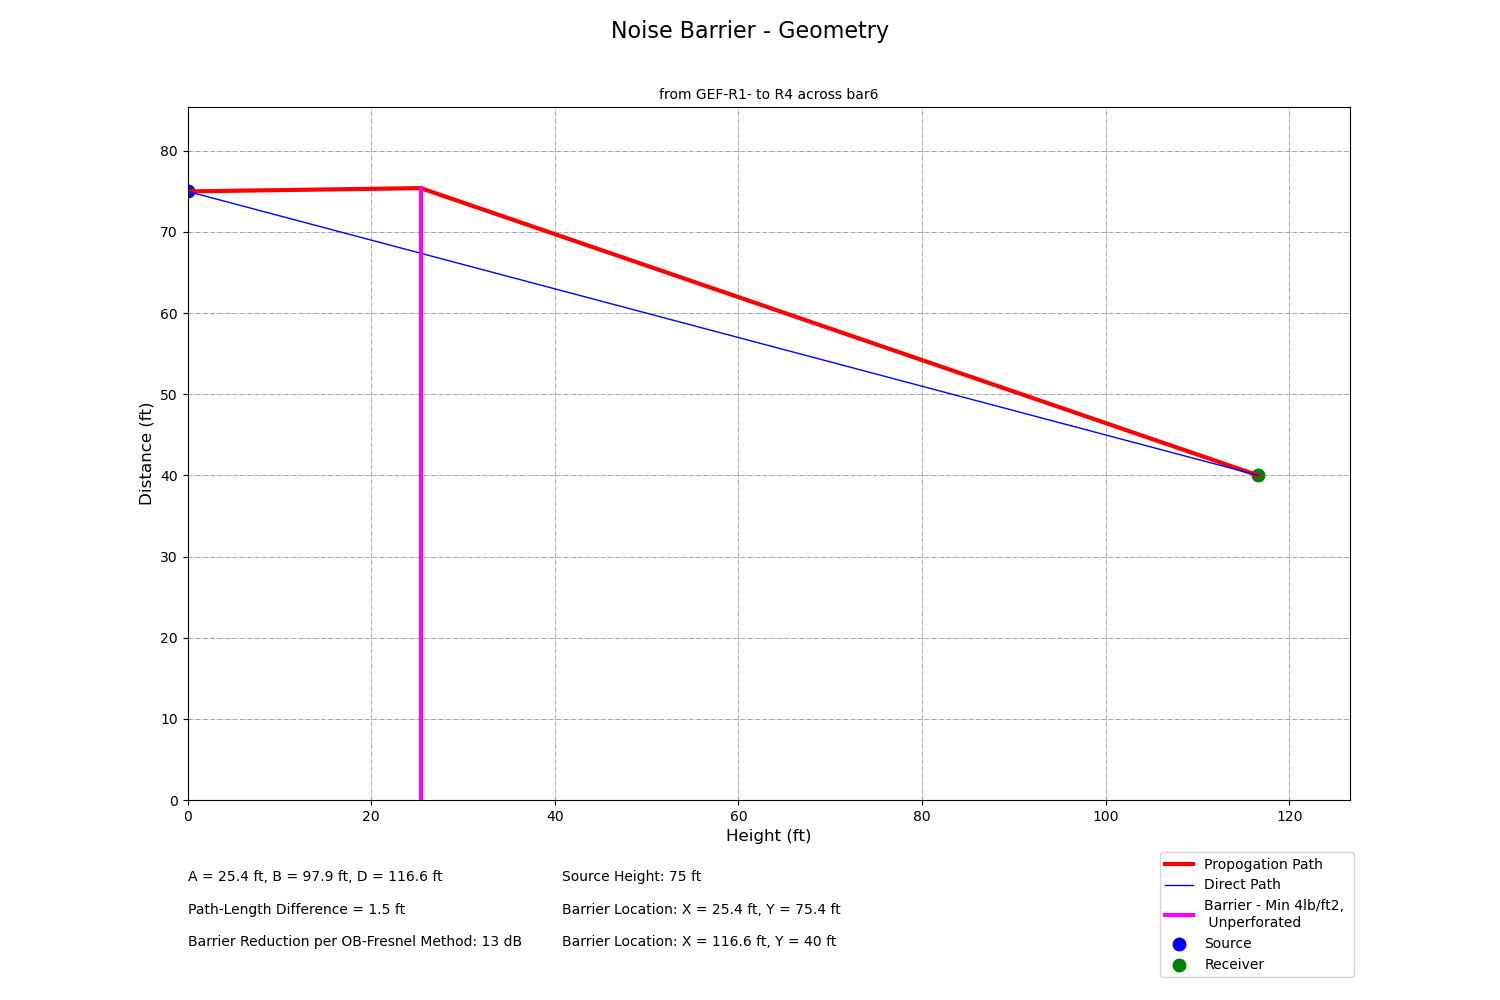 Noise Barrier - Geometry
from GEF-R1- to R4 across bar6
80
70
60
50
40
30
20
10
0
Distance (ft)
0 20 40 60 80 100 120
Height (ft)
A = 25.4 ft, B = 97.9 ft, D = 116.6 ft
Path-Length Difference = 1.5 ft
Barrier Reduction per OB-Fresnel Method: 13 dB
Source Height: 75 ft
Barrier Location: X = 25.4 ft, Y = 75.4 ft
Barrier Location: X = 116.6 ft, Y = 40 ft
Propogation Path
Direct Path
Barrier - Min 4lb/ft2,
Unperforated
Source
Receiver